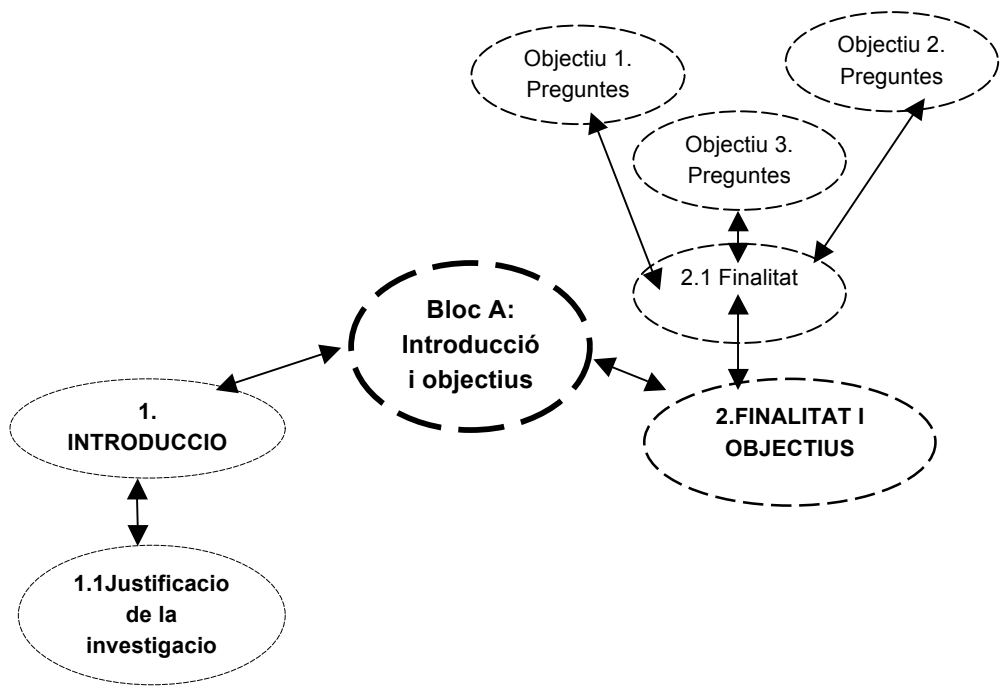 Objectiu 1.
Preguntes
Objectiu 2.
Preguntes
Objectiu 3.
Preguntes
2.1 Finalitat
Bloc A:
Introducció
i objectius
1.
INTRODUCCIO
2.FINALITAT I
OBJECTIUS
1.1Justificacio
de la
investigacio